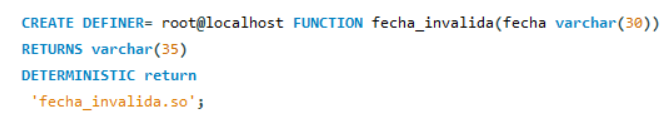 CREATE DEFINER= root@localhost FUNCTION fecha_invalida(fecha varchar(30))
RETURNS varchar(35)
DETERMINISTIC return
'fecha_invalida.so';